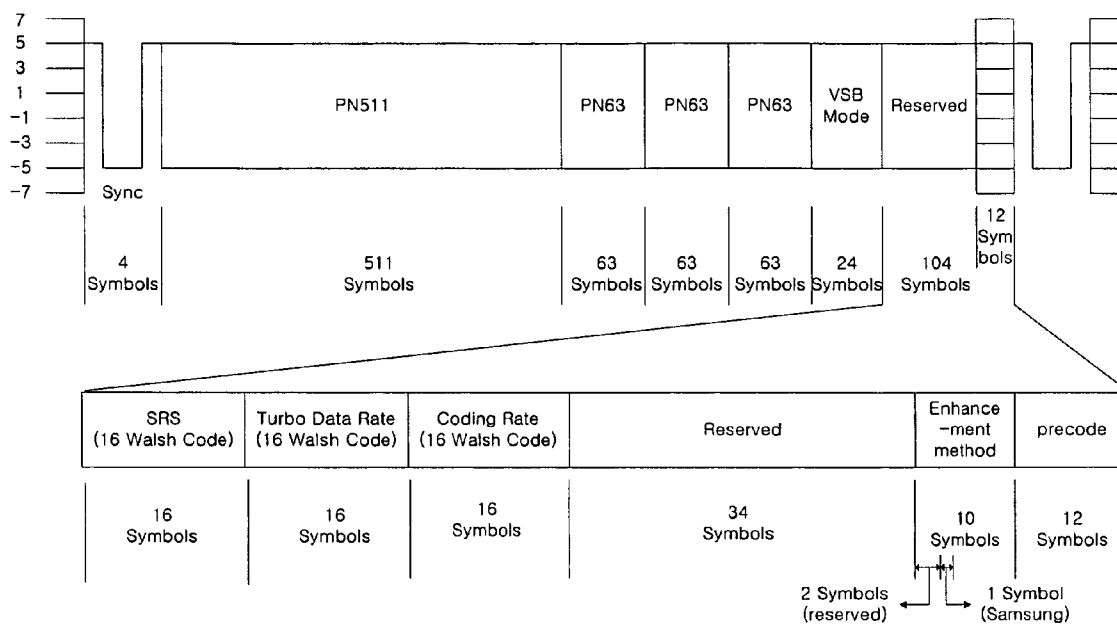 7
5
3
1
-1
-3
-5
-7
Sync
PN511
PN63
PN63
PN63
VSB
Mode
Reserved
4
Symbols
511
Symbols
63
Symbols
63
Symbols
63
Symbols
24
Symbols
104
Symbols
12
Sym
bols
SRS
(16 Walsh Code)
Turbo Data Rate
(16 Walsh Code)
Coding Rate
(16 Walsh Code)
Reserved
Enhance
-ment
method
precode
16
Symbols
16
Symbols
16
Symbols
34
Symbols
10
Symbols
12
Symbols
2 Symbols
(reserved)
1 Symbol
(Samsung)